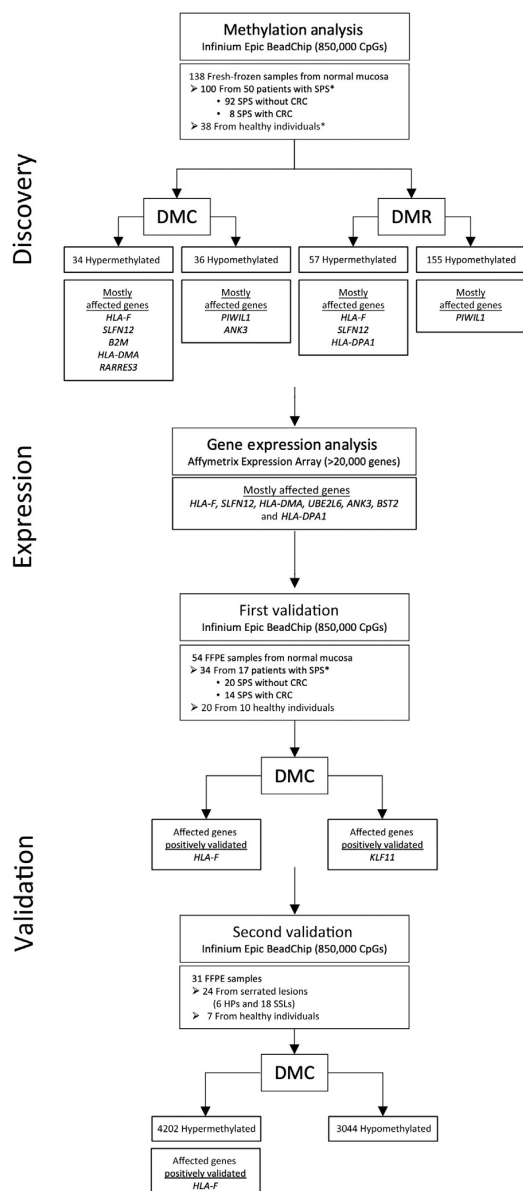 Methylation analysis
Infinium Epic BeadChip (850,000 CpGs)
138 Fresh-frozen samples from normal mucosa
➢ 100 From 50 patients with SPS*
• 92 SPS without CRC
• 8 SPS with CRC
➢ 38 From healthy individuals*
Discovery
DMC
DMR
34 Hypermethylated
36 Hypomethylated
57 Hypermethylated
155 Hypomethylated
Mostly
affected genes
HLA-F
SLFN12
B2M
HLA-DMA
RARRES3
Mostly
affected genes
PIWIL1
ANK3
Mostly
affected genes
HLA-F
SLFN12
HLA-DPA1
Mostly
affected genes
PIWIL1
Expression
Gene expression analysis
Affymetrix Expression Array (>20,000 genes)
Mostly affected genes
HLA-F, SLFN12, HLA-DMA, UBE2L6, ANK3, BST2
and HLA-DPA1
First validation
Infinium Epic BeadChip (850,000 CpGs)
54 FFPE samples from normal mucosa
➢ 34 From 17 patients with SPS*
• 20 SPS without CRC
• 14 SPS with CRC
➢ 20 From 10 healthy individuals
Validation
DMC
Affected genes
positively validated
HLA-F
Affected genes
positively validated
KLF11
Second validation
Infinium Epic BeadChip (850,000 CpGs)
31 FFPE samples
➢ 24 From serrated lesions
(6 HPs and 18 SSLs)
➢ 7 From healthy individuals
DMC
4202 Hypermethylated
3044 Hypomethylated
Affected genes
positively validated
HLA-F